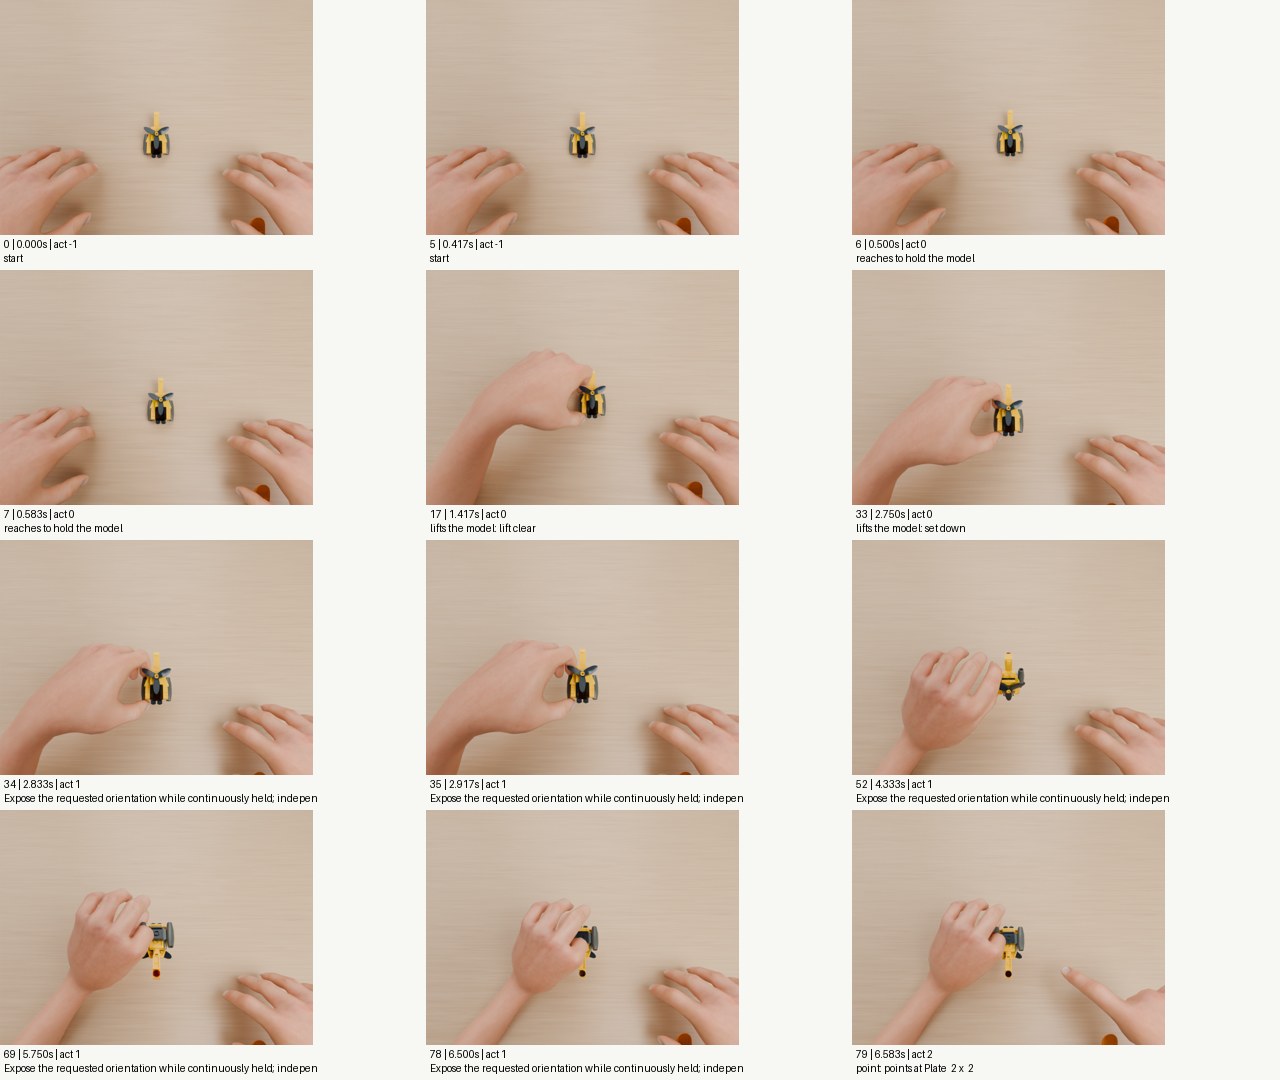 0 | 0.000s | act -1
start
5 | 0.417s | act -1
start
6 | 0.500s | act 0
reaches to hold the model
7 | 0.583s | act 0
reaches to hold the model
17 | 1.417s | act 0
lifts the model: lift clear
33 | 2.750s | act 0
lifts the model: set down
34 | 2.833s | act 1
Expose the requested orientation while continuously held; indepen
35 | 2.917s | act 1
Expose the requested orientation while continuously held; indepen
52 | 4.333s | act 1
Expose the requested orientation while continuously held; indepen
69 | 5.750s | act 1
Expose the requested orientation while continuously held; indepen
78 | 6.500s | act 1
Expose the requested orientation while continuously held; indepen
79 | 6.583s | act 2
point: points at Plate 2 x 2